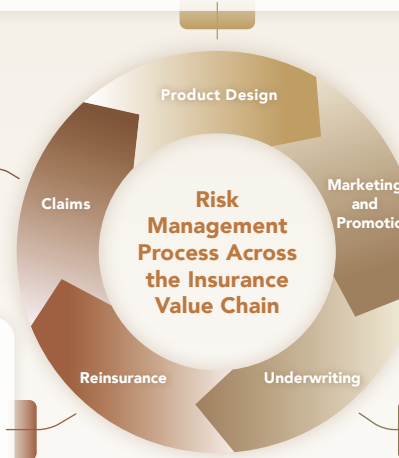 Product Design
Marketing
and
Claims
Risk
Management
Process Across
the Insurance
Value Chain
Reinsurance
Underwriting